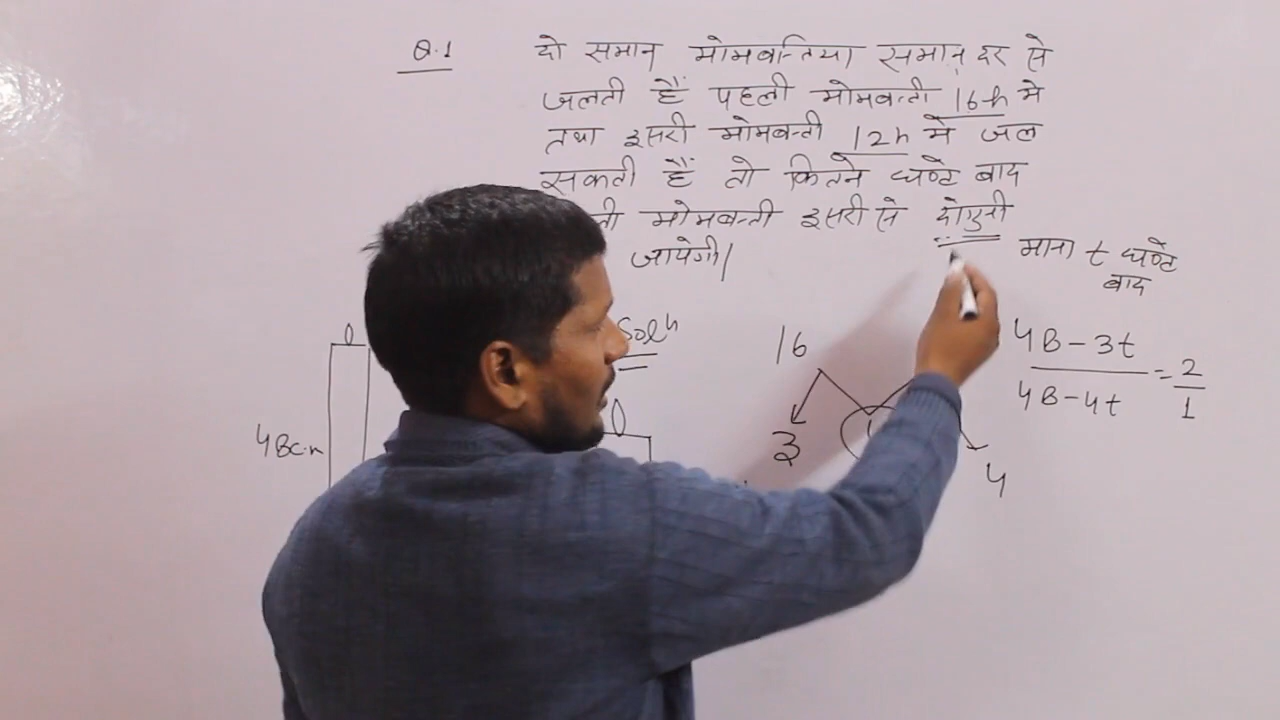 Q.1
दो समान मोमबत्तिया समान दर से
जलती हैं पहली मोमबत्ती 16h मे
तथा दूसरी मोमबत्ती 12h मे जल
सकती हैं तो कितने घण्टे बाद
मोमबत्ती दूसरी से दोगुनी
जायेगी।
माना t घण्टे
बाद
Solⁿ
16
3
4
48-3t
48-4t
= 2
1
48cm